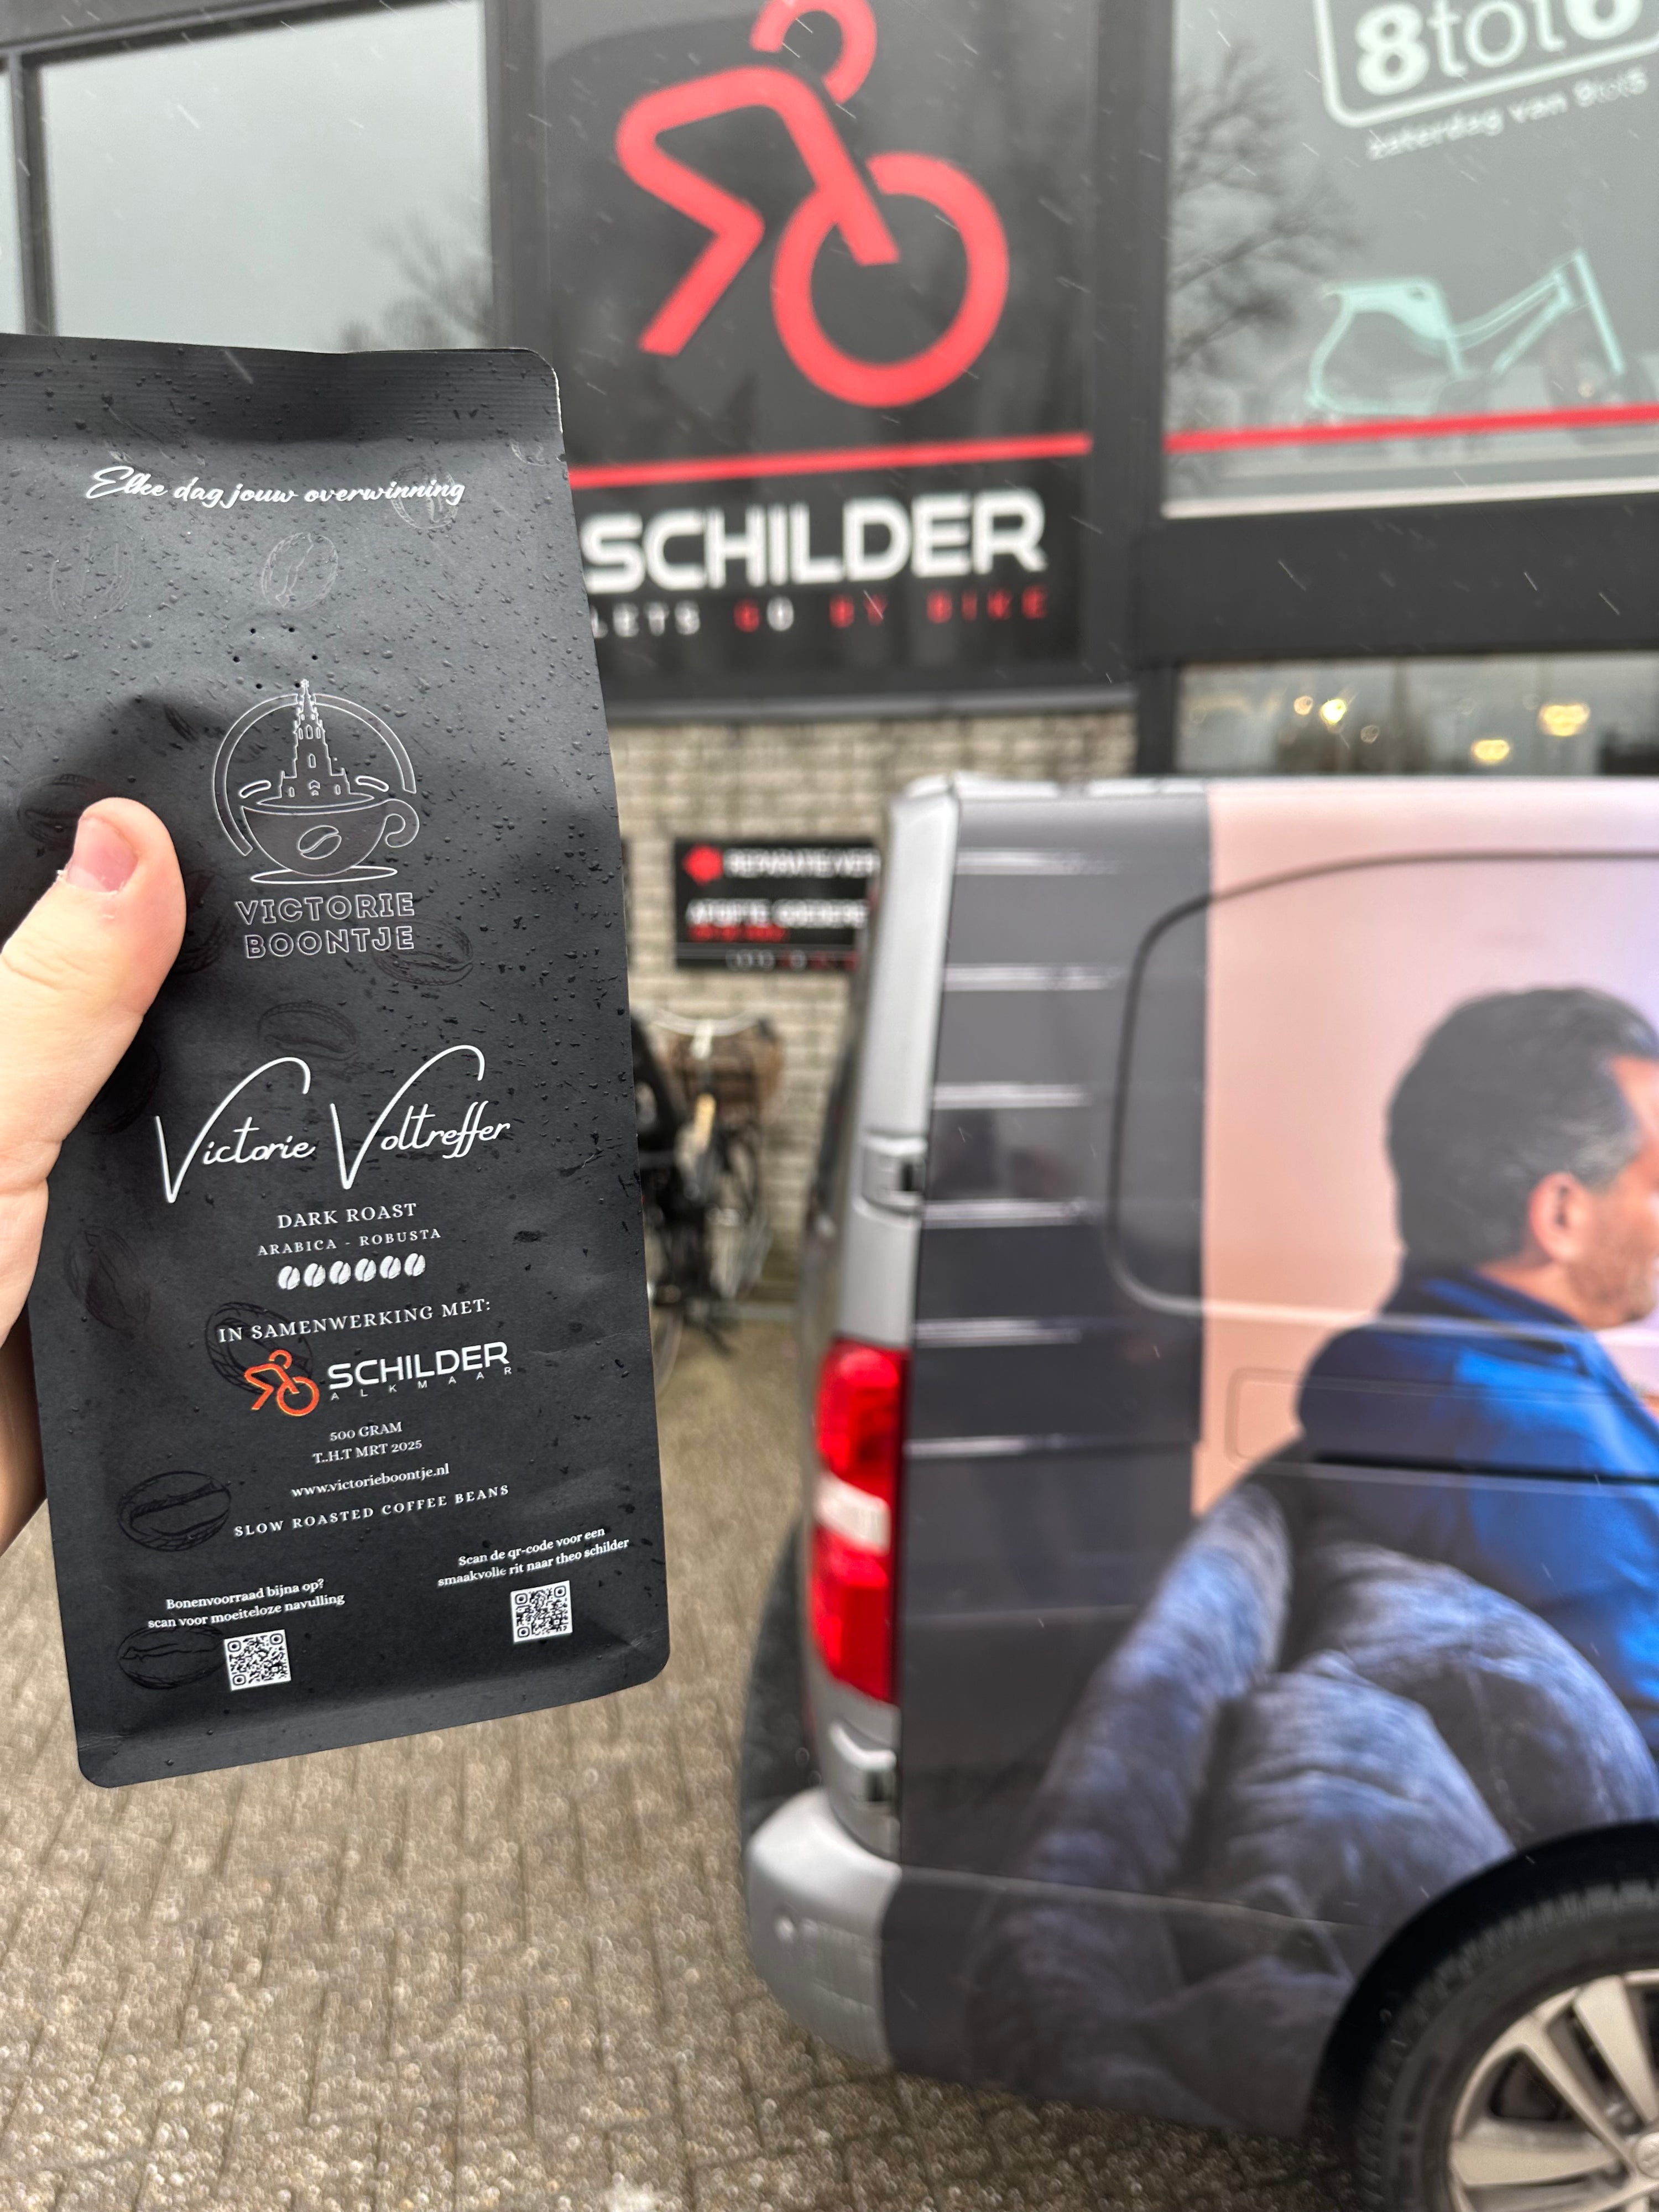 8tot6
zaterdag van 9tot5
SCHILDER
LETS GO BY BIKE
Elke dag jouw overwinning
VICTORIE
BOONTJE
Victorie Voltreffer
DARK ROAST
ARABICA - ROBUSTA
IN SAMENWERKING MET:
SCHILDER
ALKMAAR
500 GRAM
T..H.T MRT 2025
www.victorieboontje.nl
SLOW ROASTED COFFEE BEANS
Scan de qr-code voor een
smaakvolle rit naar theo schilder
Bonenvoorraad bijna op?
scan voor moeiteloze navulling